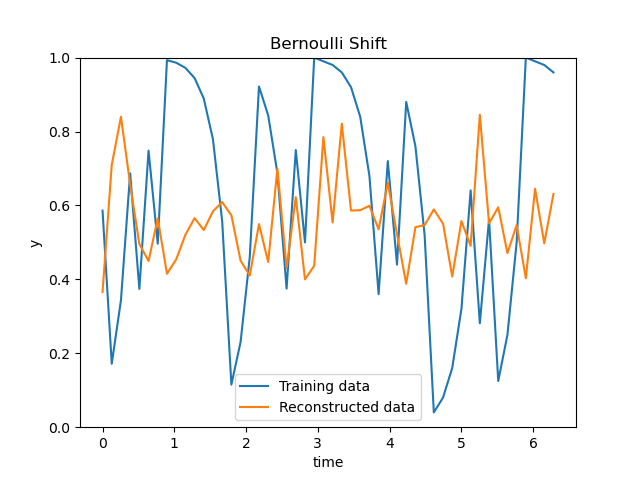 Bernoulli Shift
1.0
0.8
0.6
0.4
0.2
0.0
y
Training data
Reconstructed data
0 1 2 3 4 5 6
time